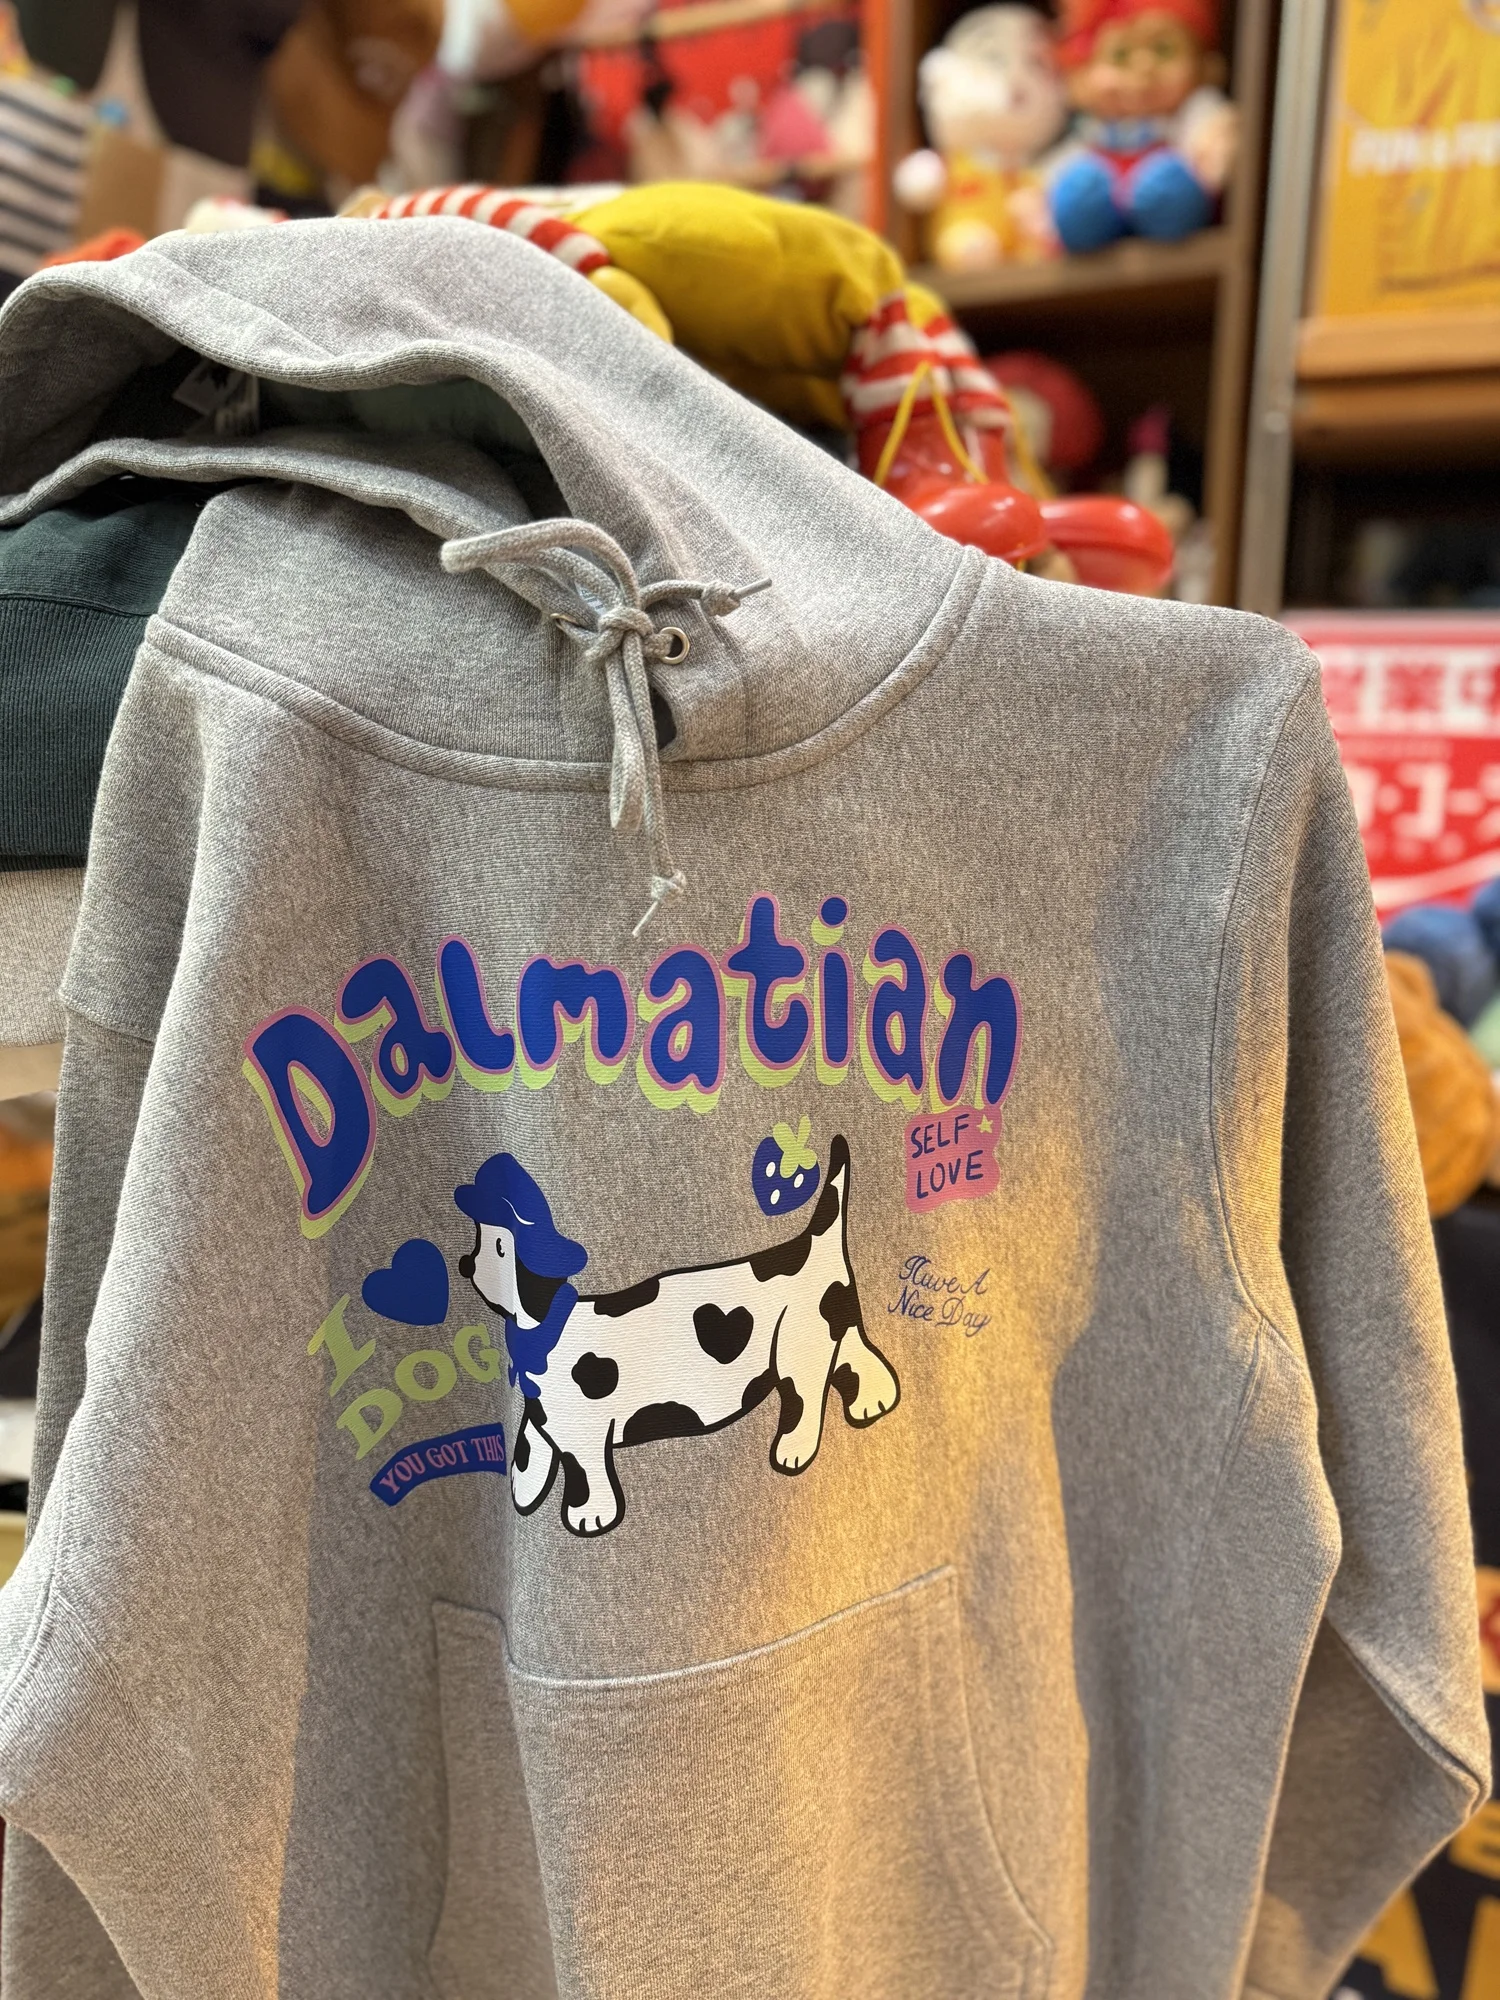 Dalmatian
SELF
LOVE
I
DOG
Have A
Nice Day
YOU GOT THIS